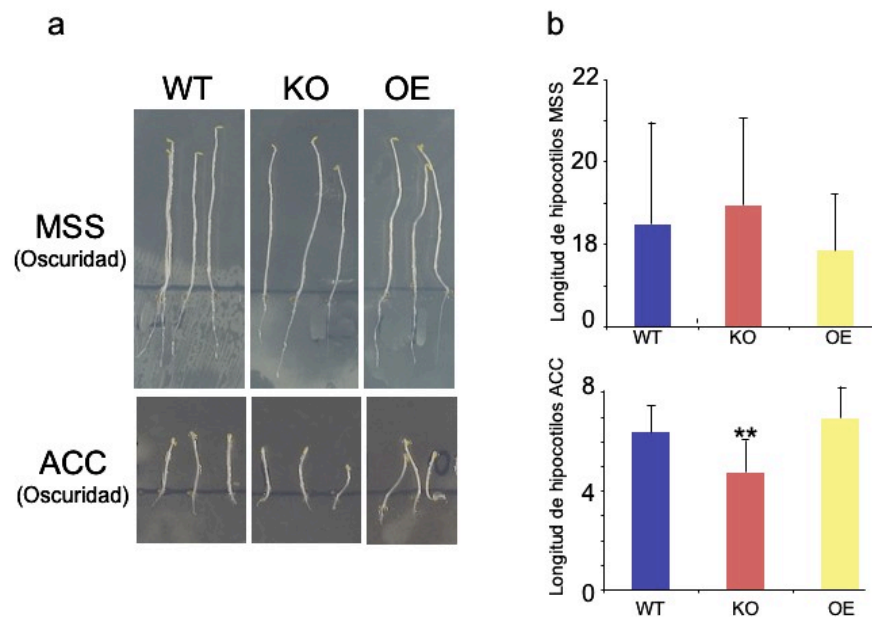 a
WT KO OE
MSS
(Oscuridad)
ACC
(Oscuridad)
b
Longitud de hipocotilos MSS
22
20
18
0
WT KO OE
Longitud de hipocotilos ACC
8
4
0
**
WT KO OE